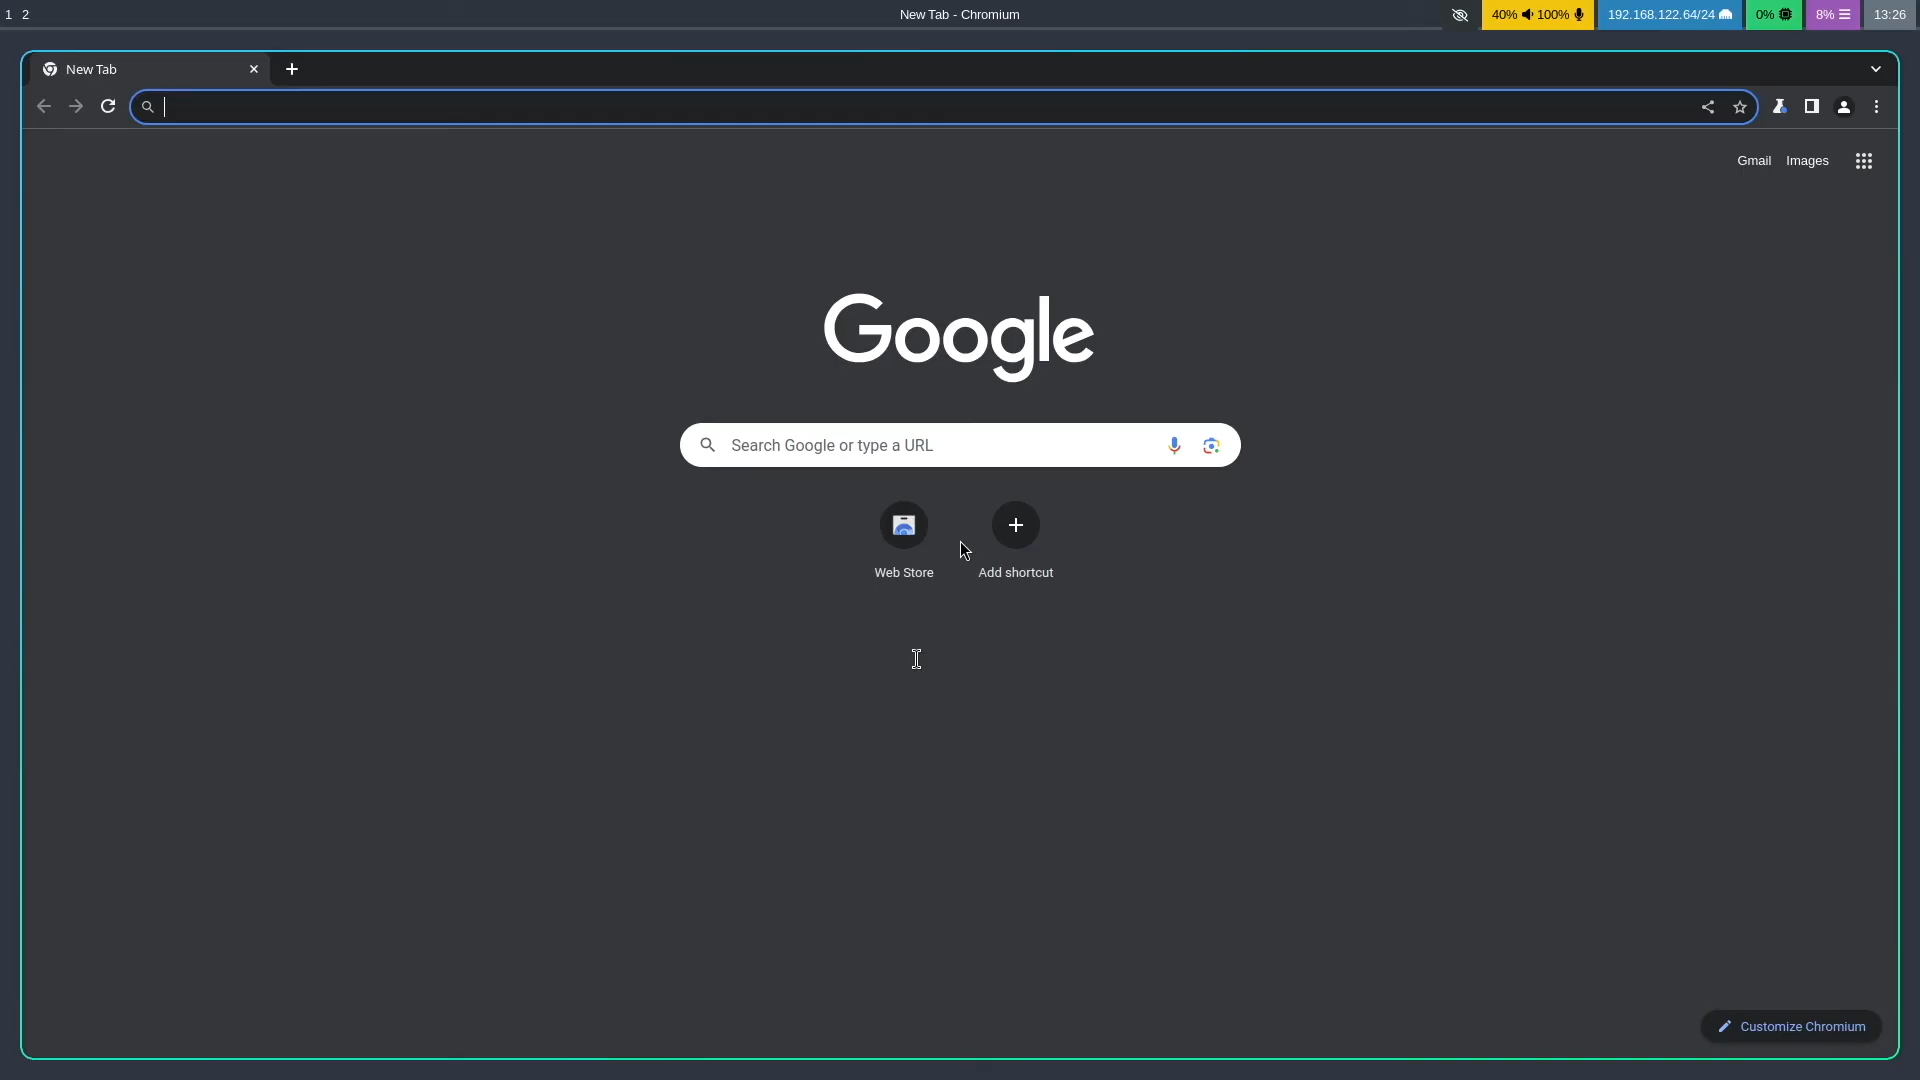 1 2 New Tab - Chromium 40% 100% 192.168.122.64/24 0% 8% 13:26
New Tab
Gmail Images
Google
Search Google or type a URL
Web Store Add shortcut
Customize Chromium